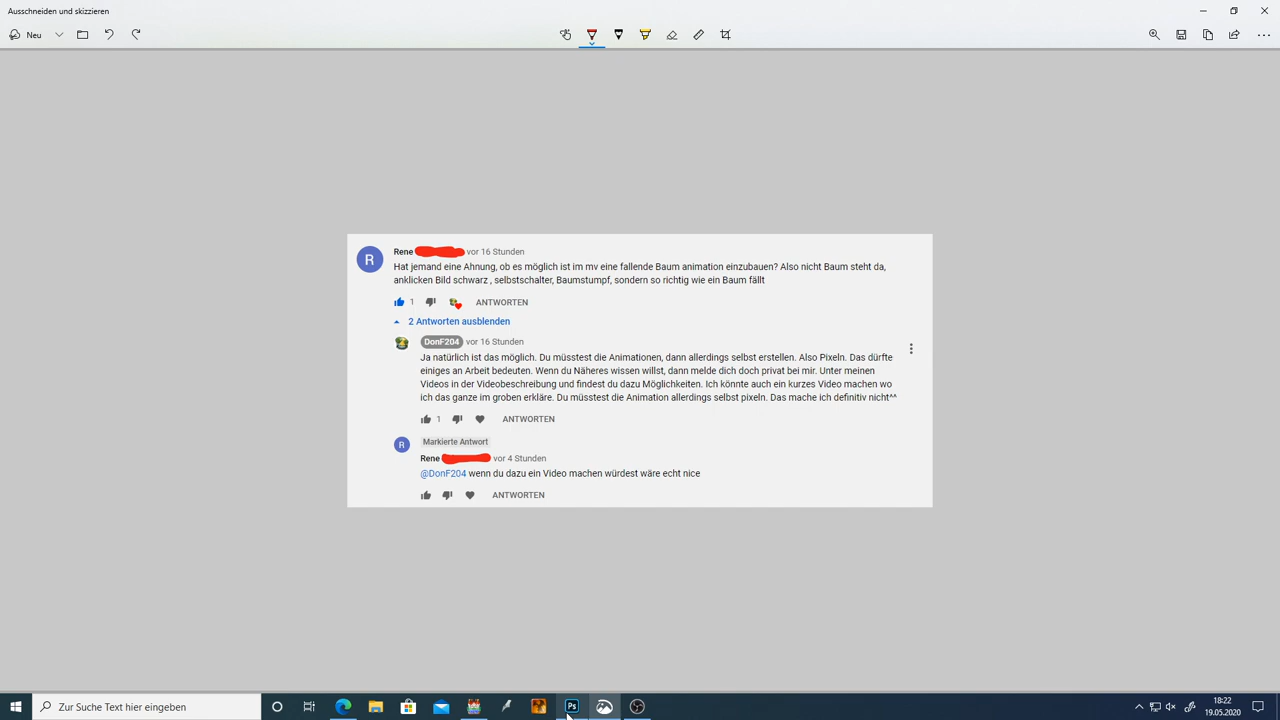 Ausschneiden und skizzieren
Neu
Rene
vor 16 Stunden
Hat jemand eine Ahnung, ob es möglich ist im mv eine fallende Baum animation einzubauen? Also nicht Baum steht da,
anklicken Bild schwarz , selbstschalter, Baumstumpf, sondern so richtig wie ein Baum fällt
1
ANTWORTEN
2 Antworten ausblenden
DonF204 vor 16 Stunden
Ja natürlich ist das möglich. Du müsstest die Animationen, dann allerdings selbst erstellen. Also Pixeln. Das dürfte
einiges an Arbeit bedeuten. Wenn du Näheres wissen willst, dann melde dich doch privat bei mir. Unter meinen
Videos in der Videobeschreibung und findest du dazu Möglichkeiten. Ich könnte auch ein kurzes Video machen wo
ich das ganze im groben erkläre. Du müsstest die Animation allerdings selbst pixeln. Das mache ich definitiv nicht^^
1
ANTWORTEN
R
R
Markierte Antwort
Rene
vor 4 Stunden
@DonF204 wenn du dazu ein Video machen würdest wäre echt nice
ANTWORTEN
Zur Suche Text hier eingeben
Ps
18:22
19.05.2020